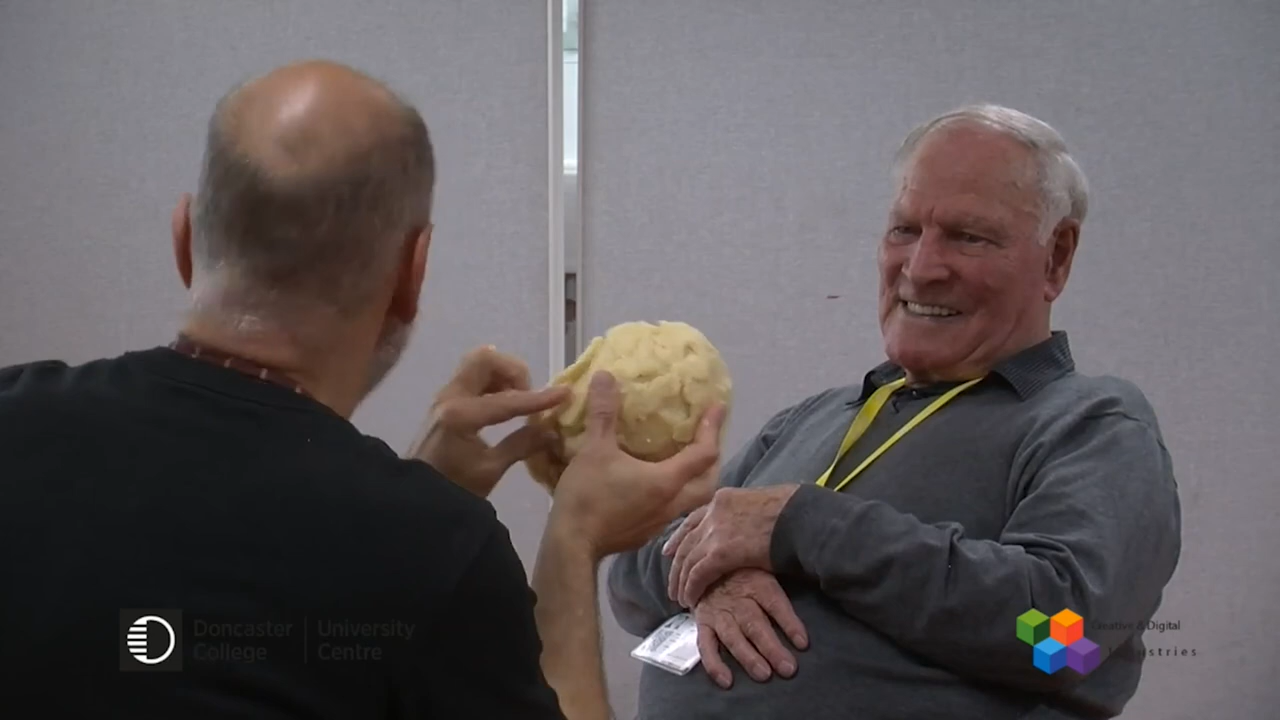 Doncaster
College
University
Centre
Creative & Digital
Industries